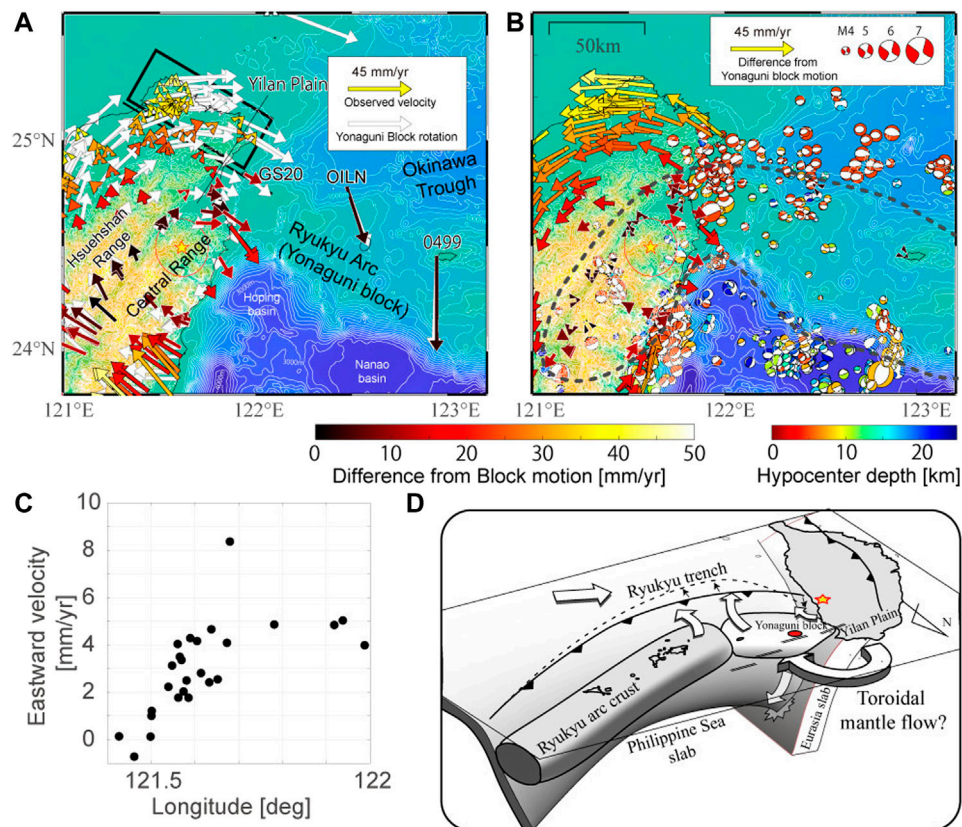 A
45 mm/yr
Observed velocity
Yonaguni Block rotation
Yilan Plain
25°N
GS20
OILN
Okinawa
Trough
0499
Hsuehshan
Range
Central Range
Ryukyu Arc
(Yonaguni block)
Hoping
basin
Nanao
basin
3000m
24°N
121°E
122°E
123°E
B
50km
45 mm/yr
Difference from
Yonaguni block motion
M4 5 6 7
121°E
122°E
123°E
0 10 20 30 40 50
Difference from Block motion [mm/yr]
0 10 20
Hypocenter depth [km]
C
Eastward velocity
[mm/yr]
10
8
6
4
2
0
121.5
122
Longitude [deg]
D
Ryukyu trench
Yonaguni block
Yilan Plain
N
Ryukyu arc crust
Philippine Sea
slab
Eurasia slab
Toroidal
mantle flow?